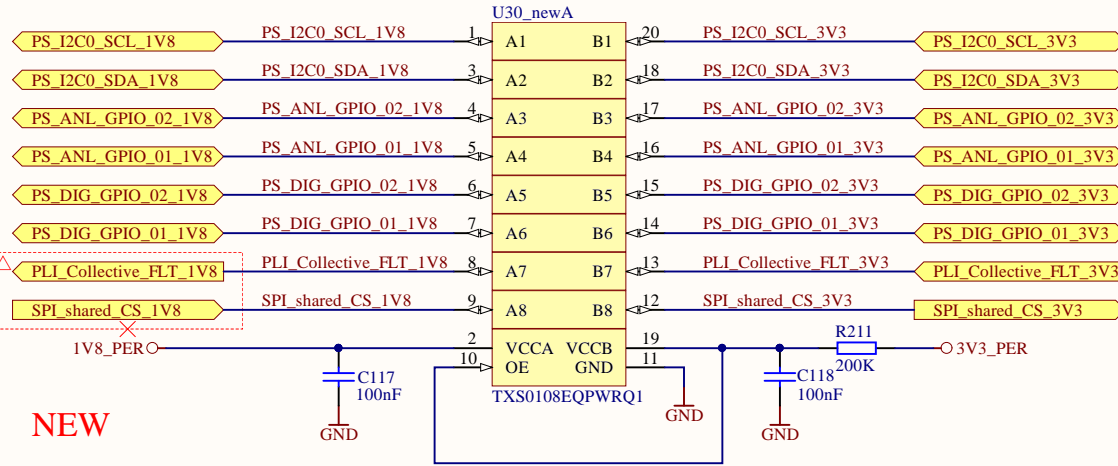 U30_newA
PS_I2C0_SCL_1V8 PS_I2C0_SCL_1V8 1 A1 B1 20 PS_I2C0_SCL_3V3 PS_I2C0_SCL_3V3
PS_I2C0_SDA_1V8 PS_I2C0_SDA_1V8 3 A2 B2 18 PS_I2C0_SDA_3V3 PS_I2C0_SDA_3V3
PS_ANL_GPIO_02_1V8 PS_ANL_GPIO_02_1V8 4 A3 B3 17 PS_ANL_GPIO_02_3V3 PS_ANL_GPIO_02_3V3
PS_ANL_GPIO_01_1V8 PS_ANL_GPIO_01_1V8 5 A4 B4 16 PS_ANL_GPIO_01_3V3 PS_ANL_GPIO_01_3V3
PS_DIG_GPIO_02_1V8 PS_DIG_GPIO_02_1V8 6 A5 B5 15 PS_DIG_GPIO_02_3V3 PS_DIG_GPIO_02_3V3
PS_DIG_GPIO_01_1V8 PS_DIG_GPIO_01_1V8 7 A6 B6 14 PS_DIG_GPIO_01_3V3 PS_DIG_GPIO_01_3V3
PLI_Collective_FLT_1V8 PLI_Collective_FLT_1V8 8 A7 B7 13 PLI_Collective_FLT_3V3 PLI_Collective_FLT_3V3
SPI_shared_CS_1V8 SPI_shared_CS_1V8 9 A8 B8 12 SPI_shared_CS_3V3 SPI_shared_CS_3V3
R211
1V8_PER 2 VCCA VCCB 19 3V3_PER
10 OE GND 11 200K
C117 C118
100nF TXS0108EQPWRQ1 100nF
NEW GND GND GND